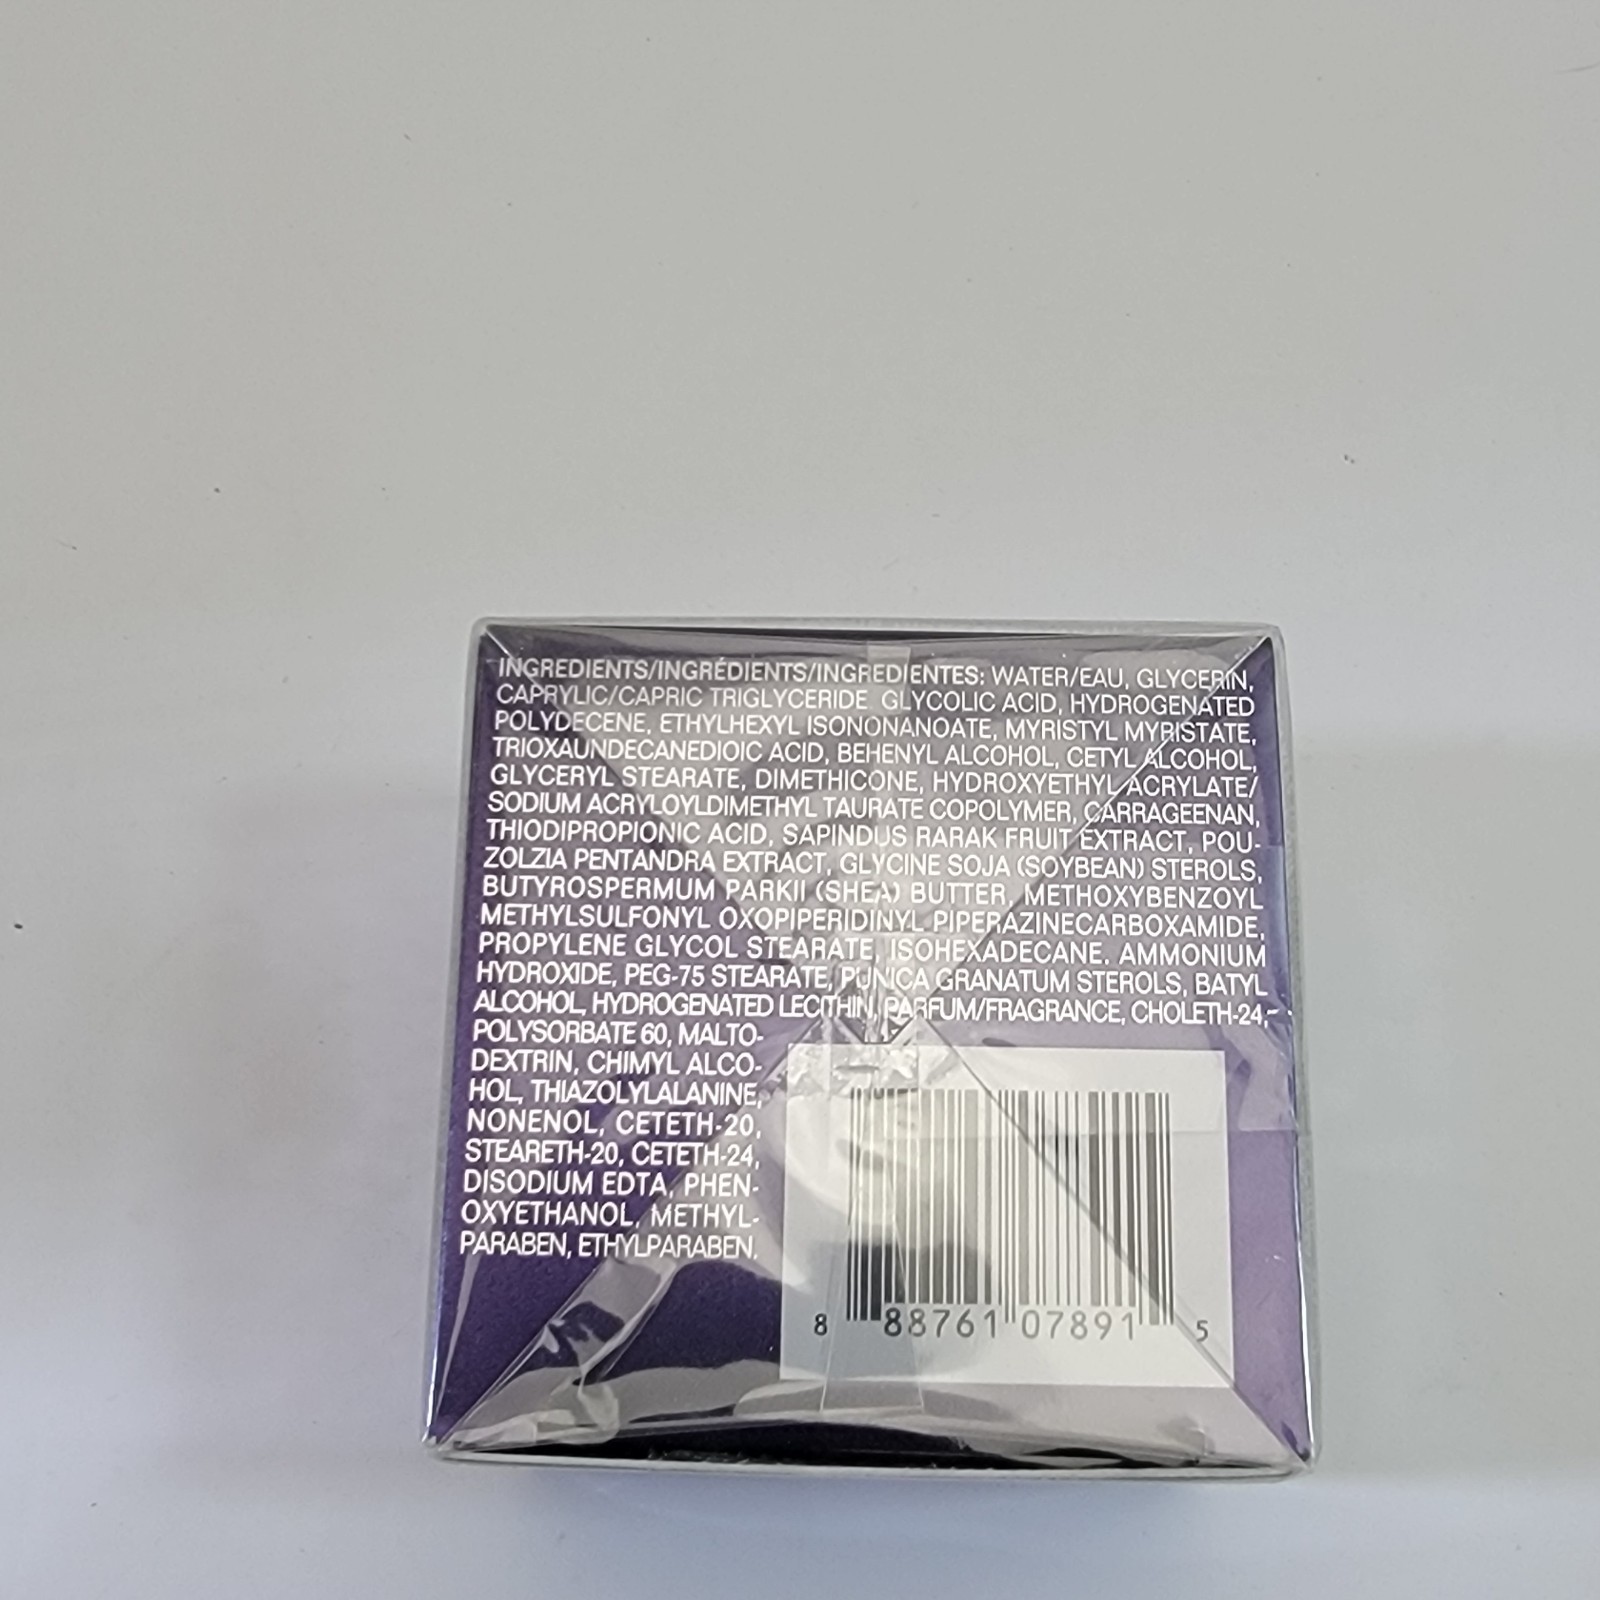 INGREDIENTS/INGRÉDIENTS/INGREDIENTES: WATER/EAU, GLYCERIN,
CAPRYLIC/CAPRIC TRIGLYCERIDE. GLYCOLIC ACID, HYDROGENATED
POLYDECENE, ETHYLHEXYL ISONONANOATE, MYRISTYL MYRISTATE,
TRIOXAUNDECANEDIOIC ACID, BEHENYL ALCOHOL, CETYL ALCOHOL,
GLYCERYL STEARATE, DIMETHICONE, HYDROXYETHYL ACRYLATE/
SODIUM ACRYLOYLDIMETHYL TAURATE COPOLYMER, CARRAGEENAN,
THIODIPROPIONIC ACID, SAPINDUS RARAK FRUIT EXTRACT, POU-
ZOLZIA PENTANDRA EXTRACT, GLYCINE SOJA (SOYBEAN) STEROLS,
BUTYROSPERMUM PARKII (SHEA) BUTTER, METHOXYBENZOYL
METHYLSULFONYL OXOPIPERIDINYL PIPERAZINECARBOXAMIDE,
PROPYLENE GLYCOL STEARATE, ISOHEXADECANE, AMMONIUM
HYDROXIDE, PEG-75 STEARATE, PUNICA GRANATUM STEROLS, BATYL
ALCOHOL, HYDROGENATED LECITHIN, PARFUM/FRAGRANCE, CHOLETH-24,
POLYSORBATE 60, MALTO-
DEXTRIN, CHIMYL ALCO-
HOL, THIAZOLYLALANINE,
NONENOL, CETETH-20,
STEARETH-20, CETETH-24,
DISODIUM EDTA, PHEN-
OXYETHANOL, METHYL-
PARABEN, ETHYLPARABEN.
8 88761 07891 5